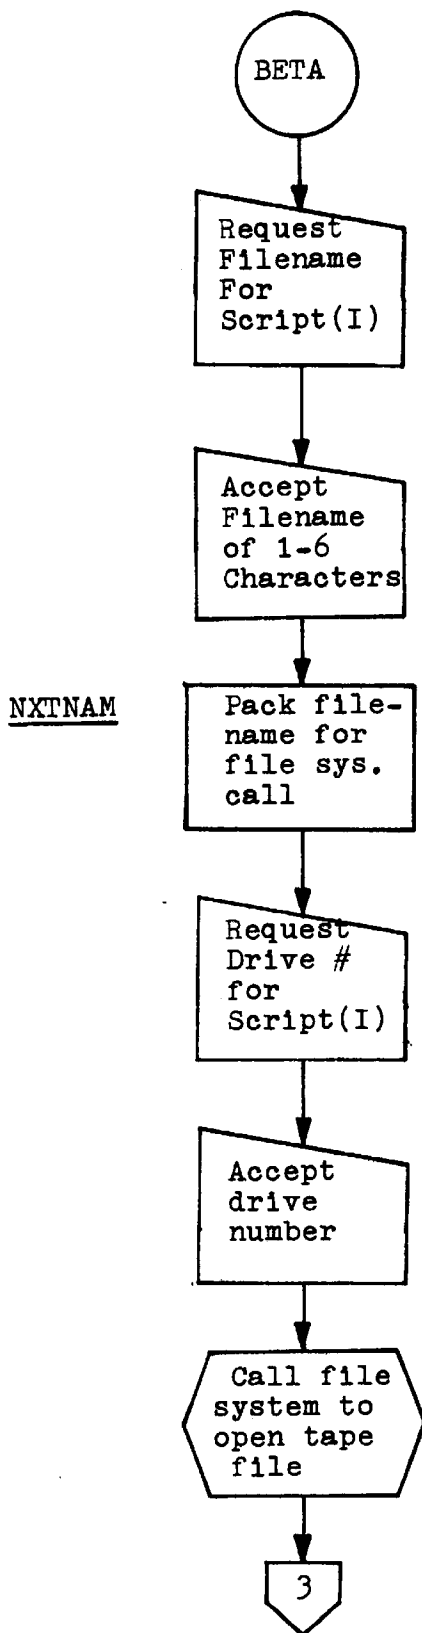 BETA
Request
Filename
For
Script(I)
Accept
Filename
of 1-6
Characters
NXTNAM
Pack file-
name for
file sys.
call
Request
Drive #
for
Script(I)
Accept
drive
number
Call file
system to
open tape
file
3